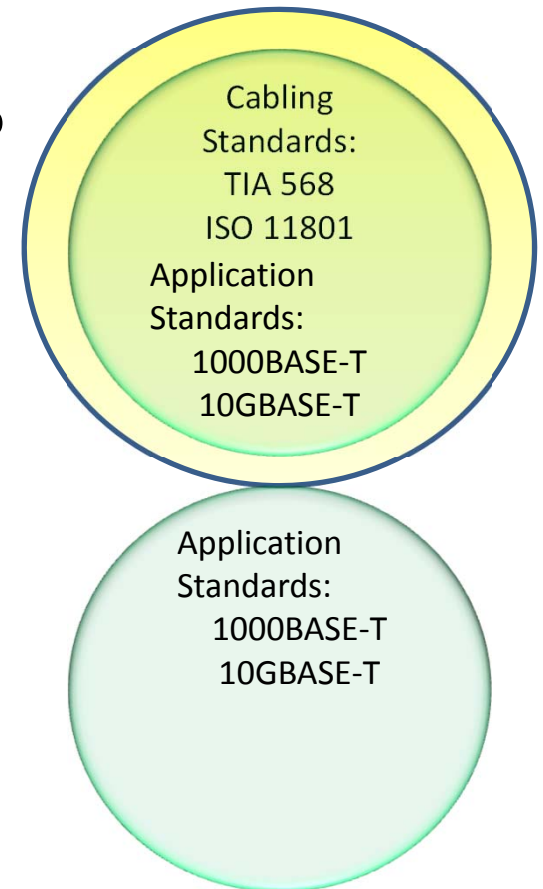 Cabling
Standards:
TIA 568
ISO 11801
Application
Standards:
1000BASE-T
10GBASE-T
Application
Standards:
1000BASE-T
10GBASE-T